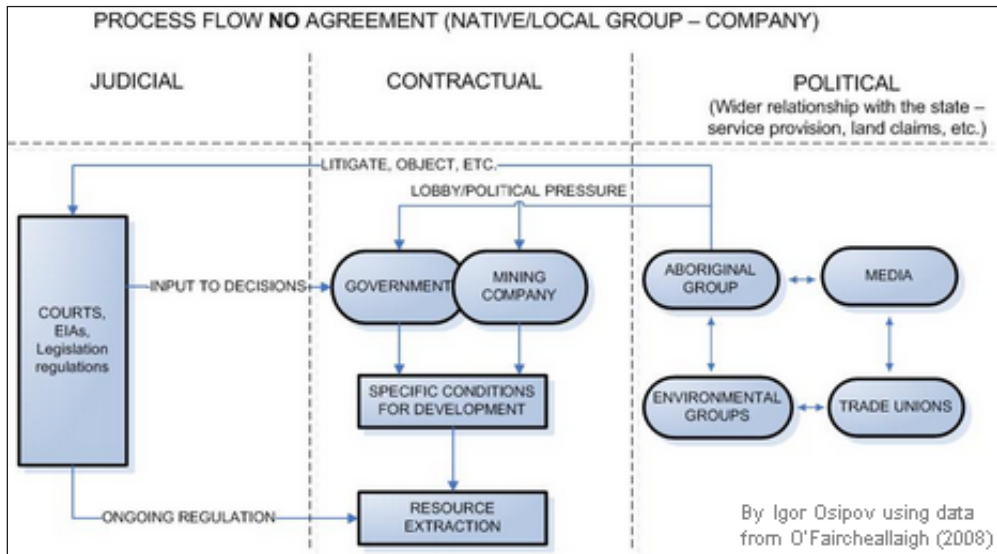 PROCESS FLOW NO AGREEMENT (NATIVE/LOCAL GROUP – COMPANY)
JUDICIAL
CONTRACTUAL
POLITICAL
(Wider relationship with the state –
service provision, land claims, etc.)
LITIGATE, OBJECT, ETC.
LOBBY/POLITICAL PRESSURE
COURTS,
EIAs,
Legislation
regulations
INPUT TO DECISIONS
GOVERNMENT
MINING
COMPANY
ABORIGINAL
GROUP
MEDIA
SPECIFIC CONDITIONS
FOR DEVELOPMENT
ENVIRONMENTAL
GROUPS
TRADE UNIONS
ONGOING REGULATION
RESOURCE
EXTRACTION
By Igor Osipov using data
from O'Faircheallaigh (2008)